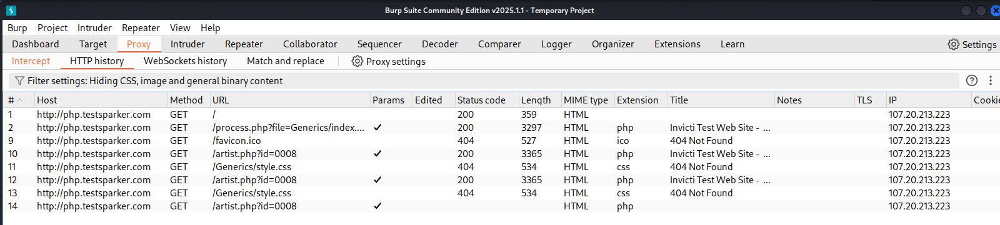 Burp Suite Community Edition v2025.1.1 - Temporary Project
Burp Project Intruder Repeater View Help
Dashboard Target Proxy Intruder Repeater Collaborator Sequencer Decoder Comparer Logger Organizer Extensions Learn Settings
Intercept HTTP history WebSockets history Match and replace Proxy settings
Filter settings: Hiding CSS, image and general binary content
# Host Method URL Params Edited Status code Length MIME type Extension Title Notes TLS IP Cookie
1 http://php.testsparker.com GET / 200 359 HTML 107.20.213.223
2 http://php.testsparker.com GET /process.php?file=Generics/index.... ✓ 200 3297 HTML php Invicti Test Web Site - ... 107.20.213.223
9 http://php.testsparker.com GET /favicon.ico 404 527 HTML ico 404 Not Found 107.20.213.223
10 http://php.testsparker.com GET /artist.php?id=0008 ✓ 200 3365 HTML php Invicti Test Web Site - ... 107.20.213.223
11 http://php.testsparker.com GET /Generics/style.css 404 534 HTML css 404 Not Found 107.20.213.223
12 http://php.testsparker.com GET /artist.php?id=0008 ✓ 200 3365 HTML php Invicti Test Web Site - ... 107.20.213.223
13 http://php.testsparker.com GET /Generics/style.css 404 534 HTML css 404 Not Found 107.20.213.223
14 http://php.testsparker.com GET /artist.php?id=0008 ✓ HTML php 107.20.213.223